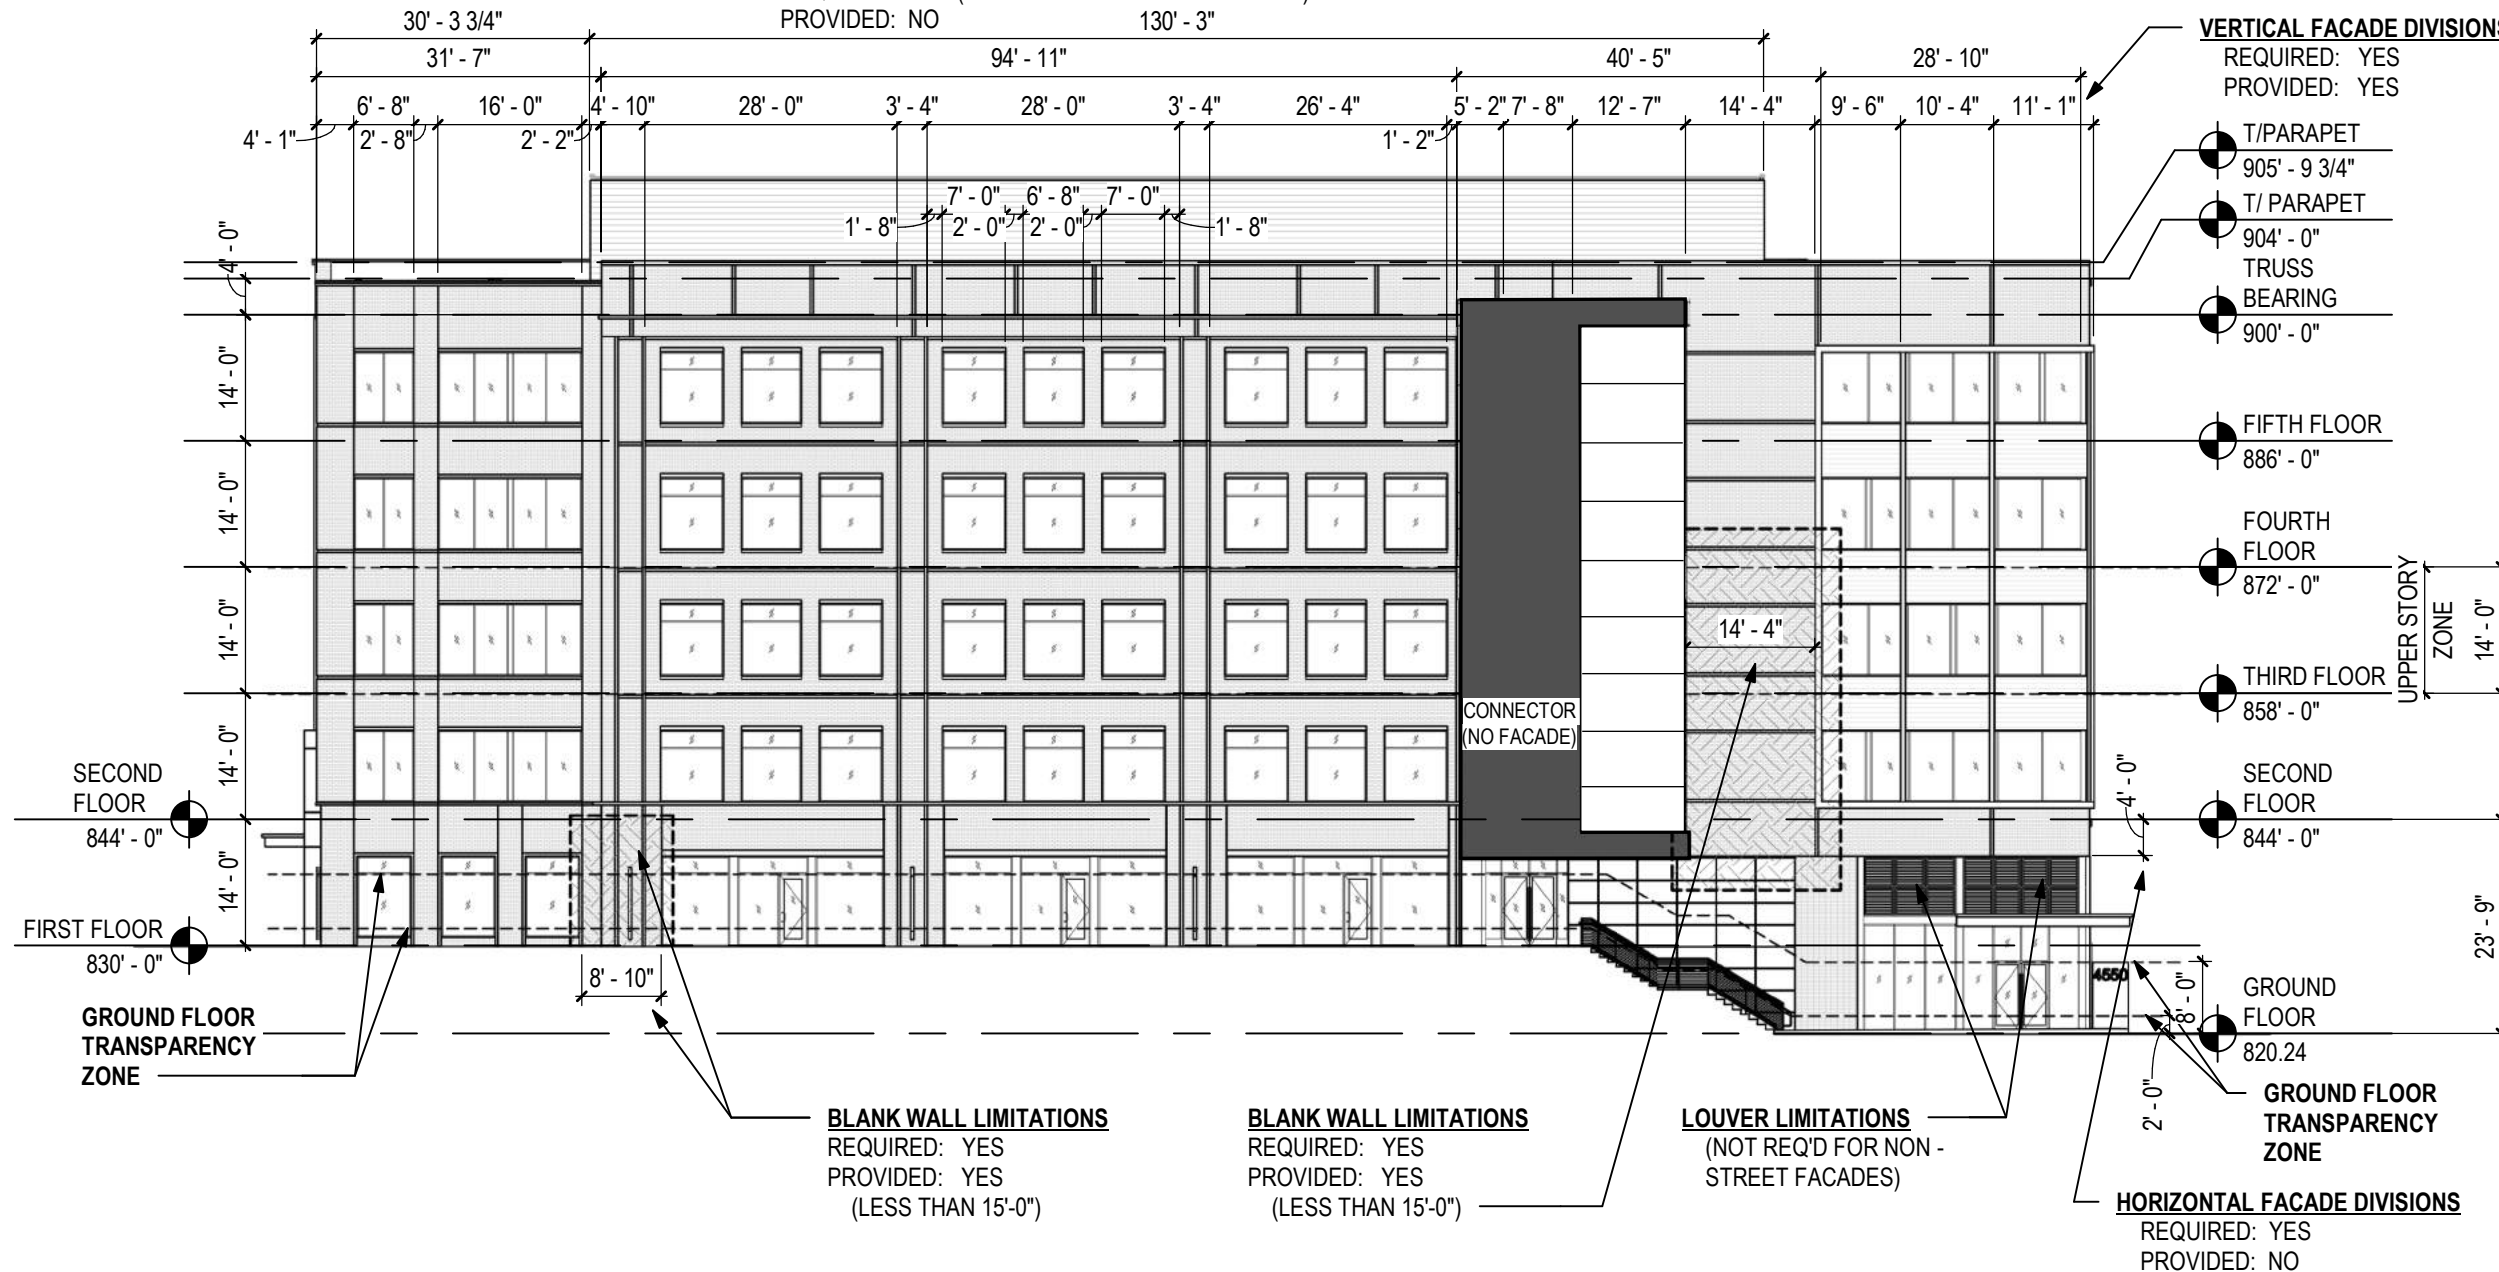 PROVIDED: NO
30' - 3 3/4"
130' - 3"
31' - 7"
94' - 11"
40' - 5"
28' - 10"
6' - 8"
16' - 0"
4' - 10"
28' - 0"
3' - 4"
28' - 0"
3' - 4"
26' - 4"
5' - 2"
7' - 8"
12' - 7"
14' - 4"
9' - 6"
10' - 4"
11' - 1"
4' - 1"
2' - 8"
2' - 2"
1' - 2"
7' - 0"
6' - 8"
7' - 0"
1' - 8"
2' - 0"
2' - 0"
1' - 8"
VERTICAL FACADE DIVISIONS
REQUIRED: YES
PROVIDED: YES
T/PARAPET
905' - 9 3/4"
T/ PARAPET
904' - 0"
TRUSS
BEARING
900' - 0"
FIFTH FLOOR
886' - 0"
FOURTH
FLOOR
872' - 0"
THIRD FLOOR
858' - 0"
SECOND
FLOOR
844' - 0"
GROUND
FLOOR
820.24
UPPER STORY
ZONE
14' - 0"
23' - 9"
4' - 0"
8' - 0"
2' - 0"
4' - 0"
14' - 0"
14' - 0"
14' - 0"
14' - 0"
14' - 0"
SECOND
FLOOR
844' - 0"
FIRST FLOOR
830' - 0"
14' - 4"
CONNECTOR
(NO FACADE)
4550
8' - 10"
GROUND FLOOR
TRANSPARENCY
ZONE
BLANK WALL LIMITATIONS
REQUIRED: YES
PROVIDED: YES
(LESS THAN 15'-0")
BLANK WALL LIMITATIONS
REQUIRED: YES
PROVIDED: YES
(LESS THAN 15'-0")
LOUVER LIMITATIONS
(NOT REQ'D FOR NON -
STREET FACADES)
GROUND FLOOR
TRANSPARENCY
ZONE
HORIZONTAL FACADE DIVISIONS
REQUIRED: YES
PROVIDED: NO